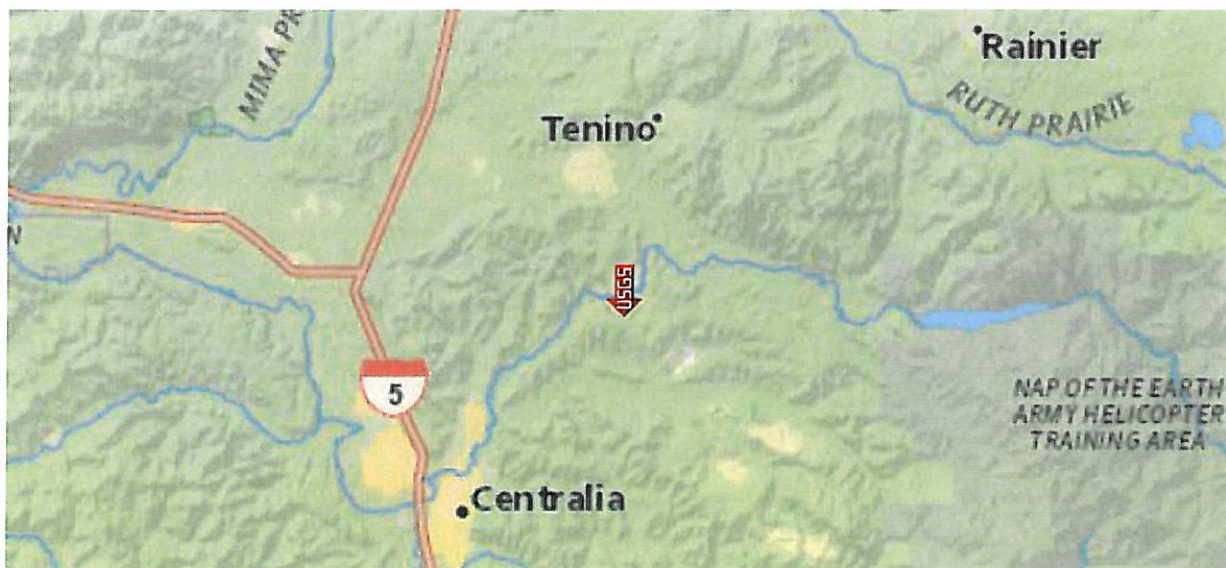 MIMA PR
Rainier
RUTH PRAIRIE
Tenino
USGS
5
NAP OF THE EARTH
ARMY HELICOPTER
TRAINING AREA
Centralia